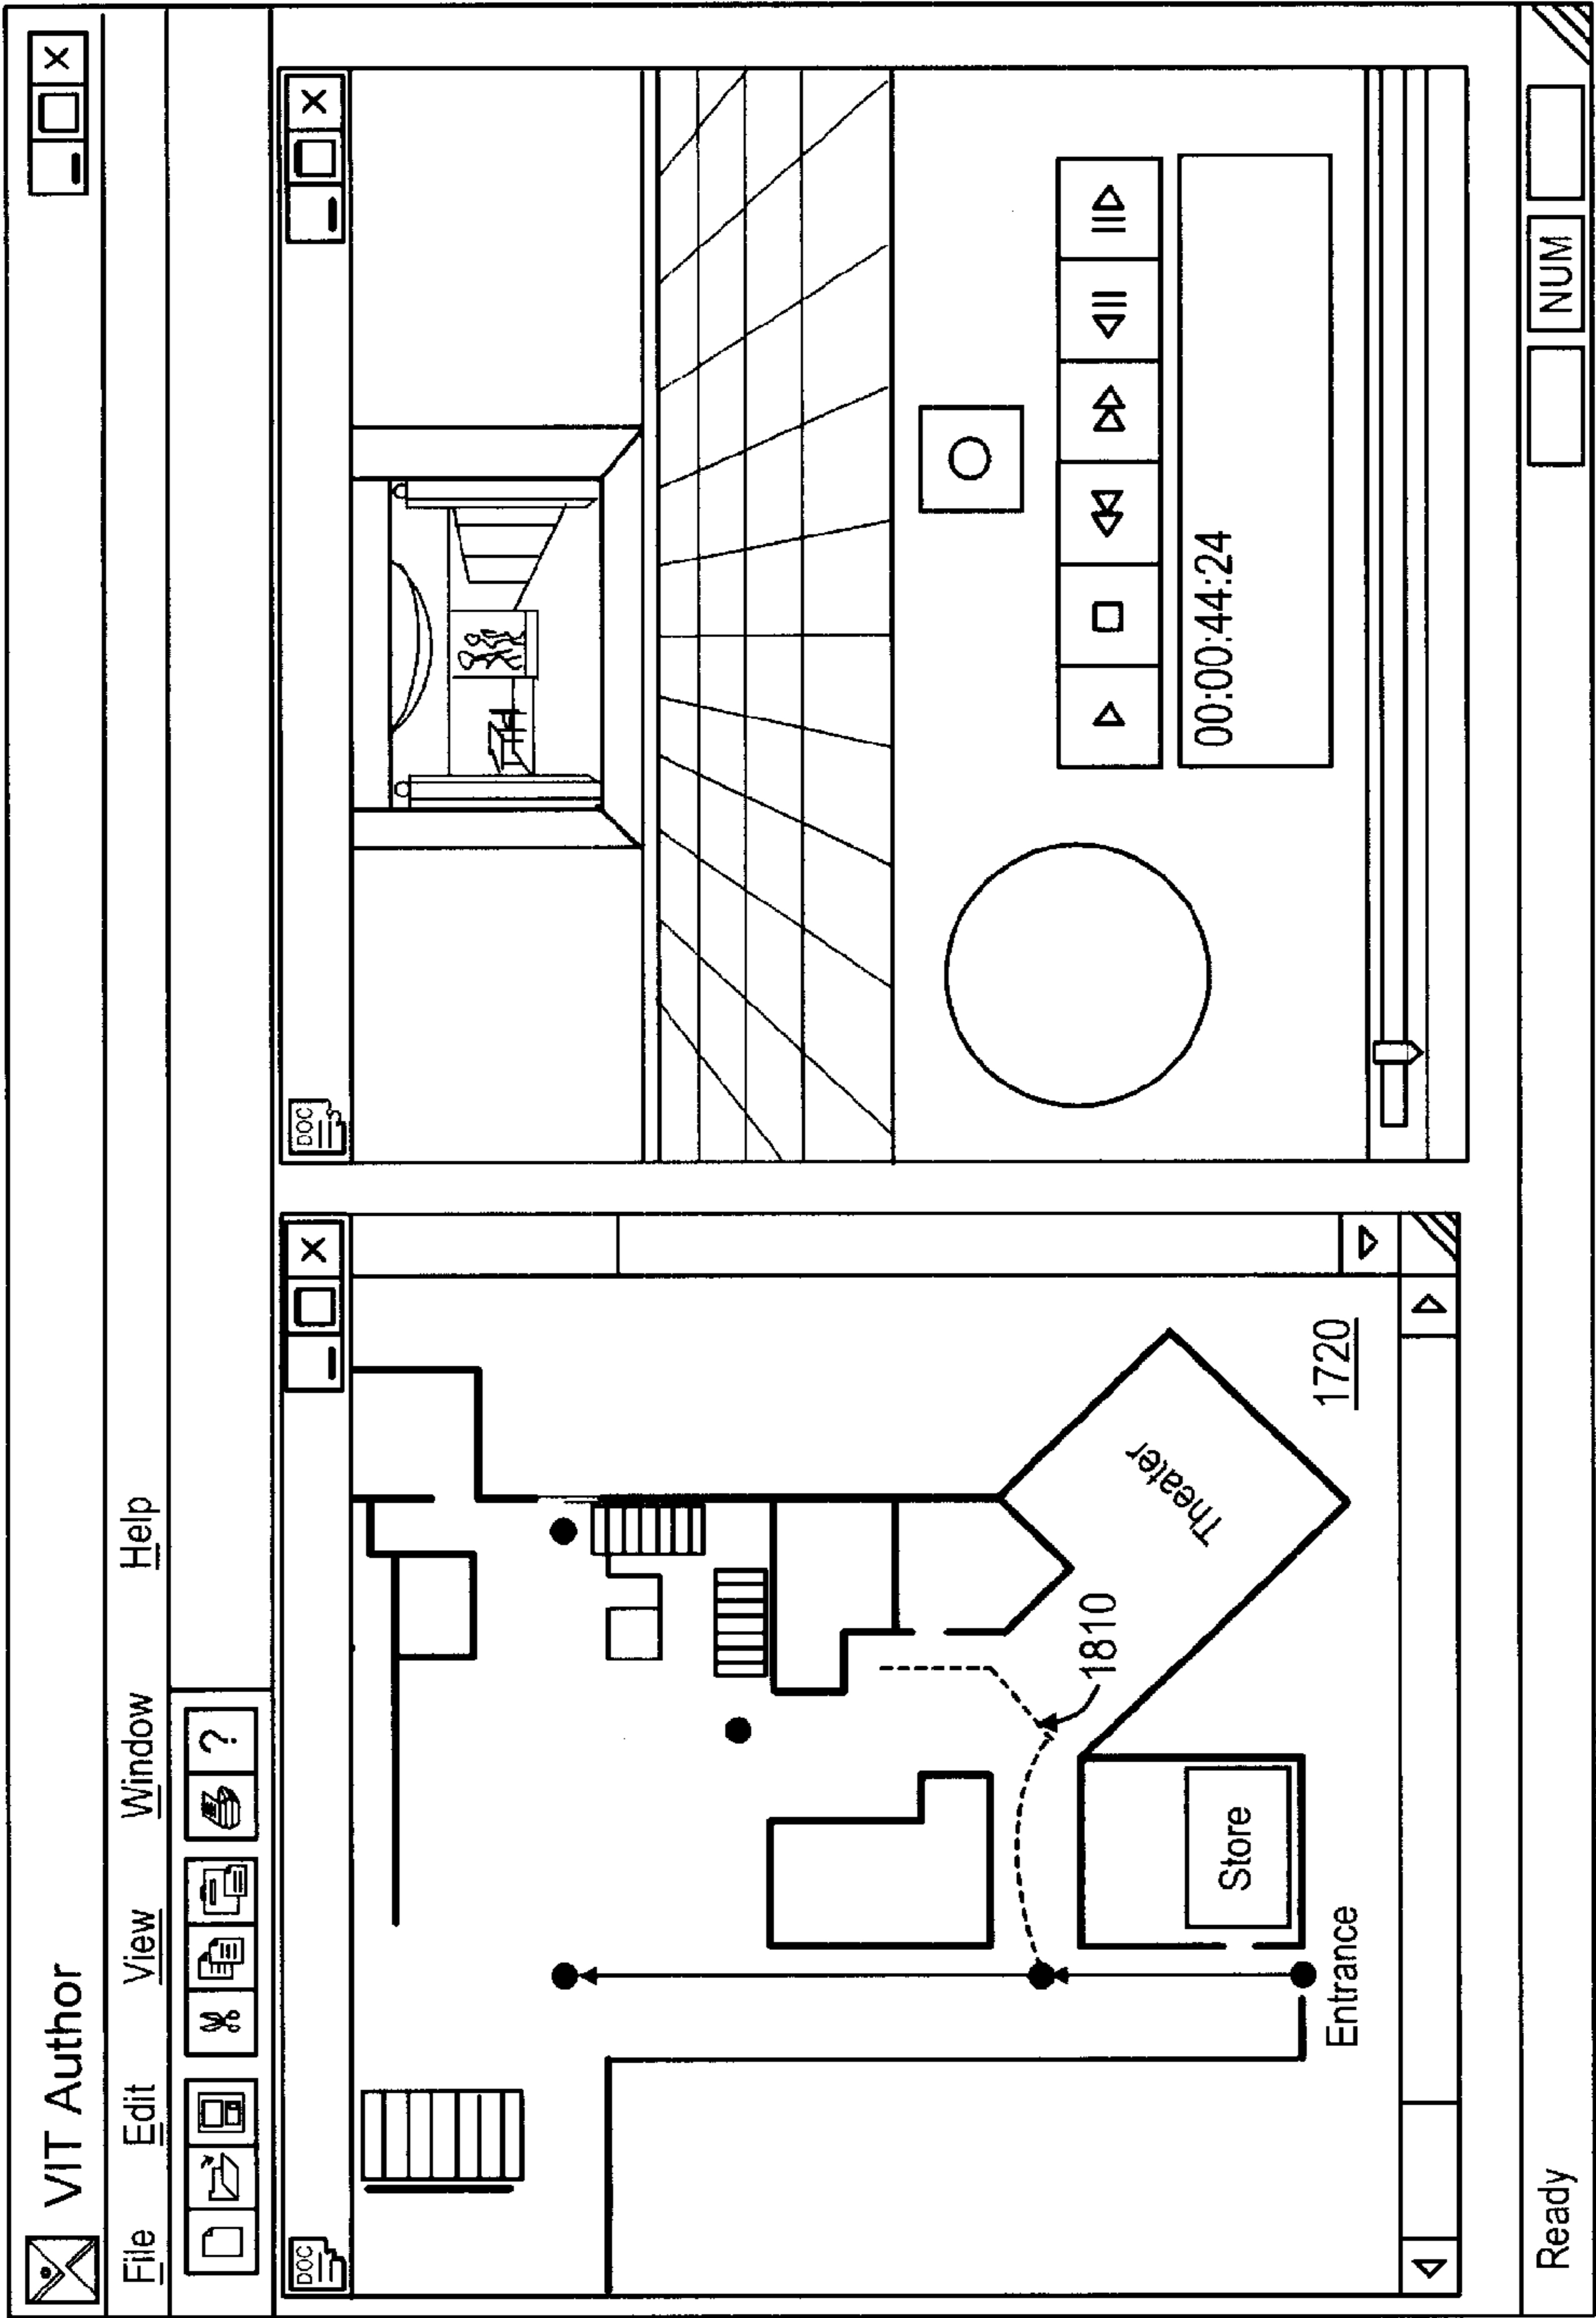 VIT Author
File Edit View Window Help
?
DOC
DOC
Theater
1810
Store
Entrance
1720
00:00:44:24
Ready
NUM